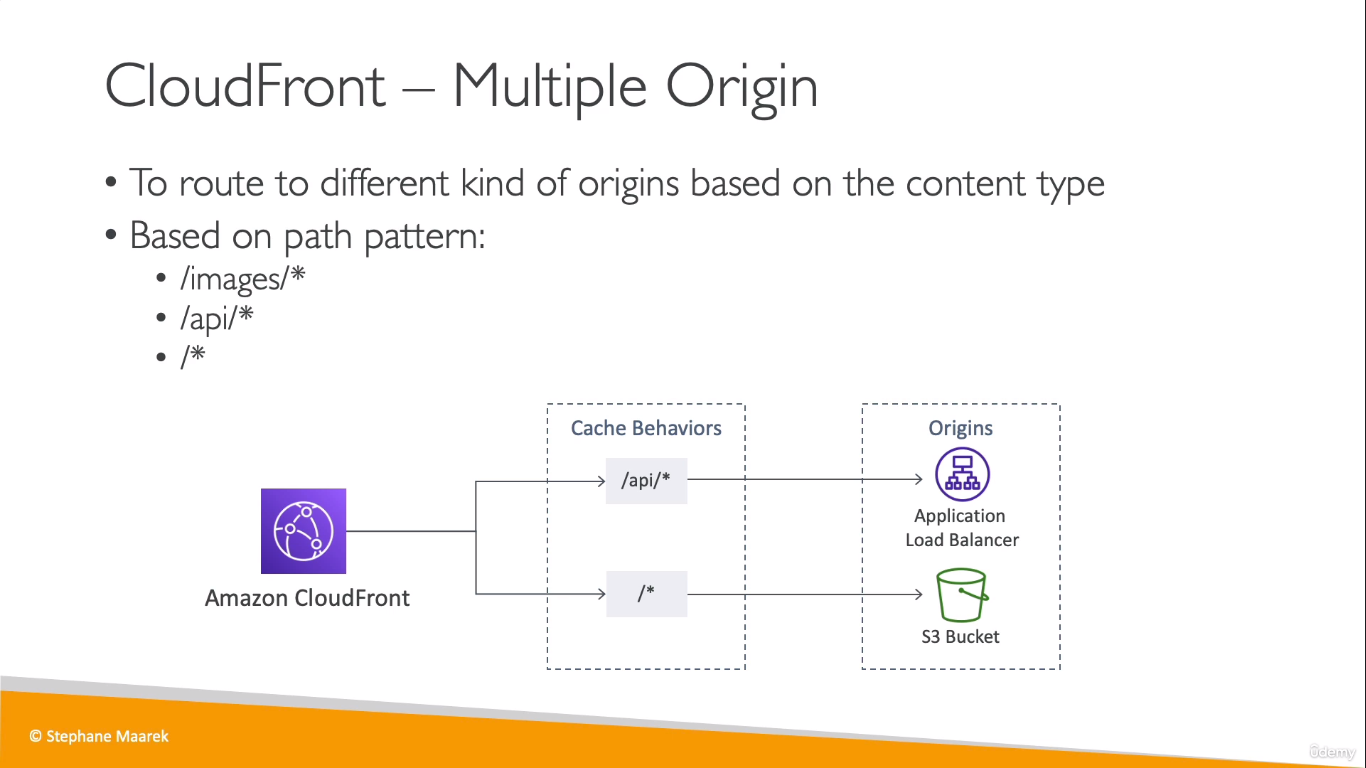 CloudFront – Multiple Origin
• To route to different kind of origins based on the content type
• Based on path pattern:
• /images/*
• /api/*
• /*
Cache Behaviors
Origins
/api/*
Application
Load Balancer
Amazon CloudFront
/*
S3 Bucket
© Stephane Maarek
ûdemy